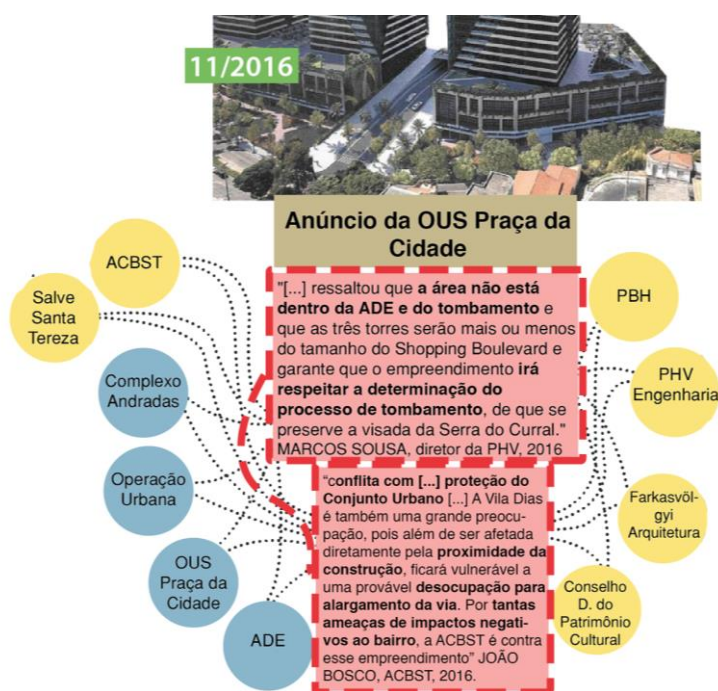 11/2016
Anúncio da OUS Praça da
Cidade
"[...] ressaltou que a área não está
dentro da ADE e do tombamento e
que as três torres serão mais ou menos
do tamanho do Shopping Boulevard e
garante que o empreendimento irá
respeitar a determinação do
processo de tombamento, de que se
preserve a visada da Serra do Curral."
MARCOS SOUSA, diretor da PHV, 2016
"conflita com [...] proteção do
Conjunto Urbano [...] A Vila Dias
é também uma grande preocu-
pação, pois além de ser afetada
diretamente pela proximidade da
construção, ficará vulnerável a
uma provável desocupação para
alargamento da via. Por tantas
ameaças de impactos negati-
vos ao bairro, a ACBST é contra
esse empreendimento" JOÃO
BOSCO, ACBST, 2016.
ACBST
Salve
Santa
Tereza
Complexo
Andradas
Operação
Urbana
OUS
Praça da
Cidade
ADE
PBH
PHV
Engenharia
Farkasvöl-
gyi
Arquitetura
Conselho
D. do
Patrimônio
Cultural